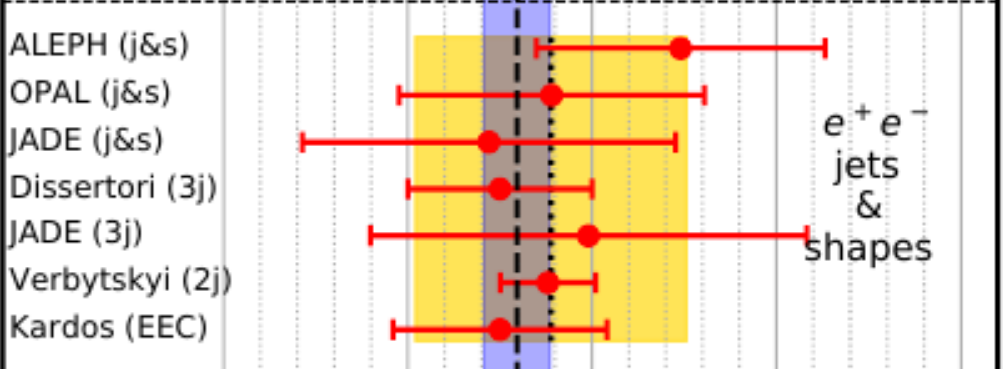 ALEPH (j&s)
OPAL (j&s)
JADE (j&s)
Dissertori (3j)
JADE (3j)
Verbytskyi (2j)
Kardos (EEC)
e⁺e⁻
jets
&
shapes